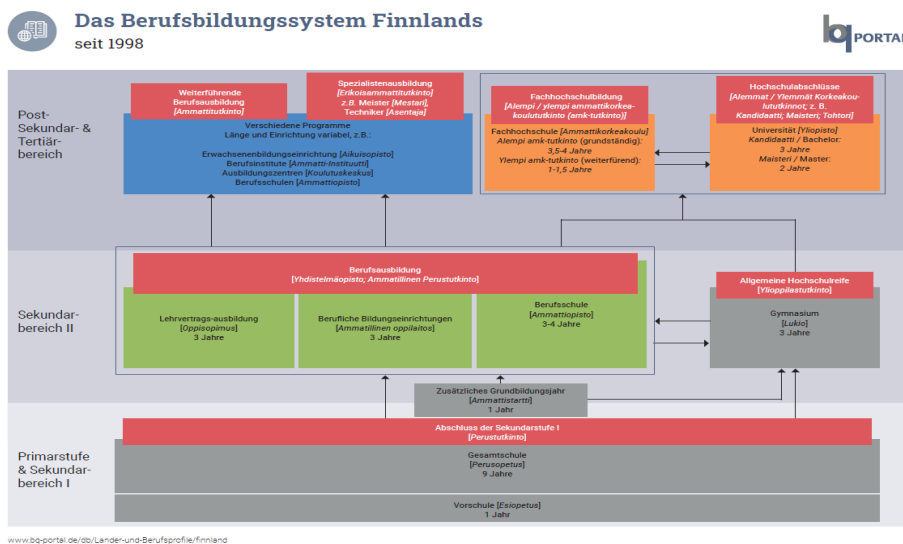 Das Berufsbildungssystem Finnlands
seit 1998
bq PORTAL
Post-
Sekundar- &
Tertiär-
bereich
Weiterführende
Berufsausbildung
[Ammattitutkinto]
Spezialistenausbildung
[Erikoisammattitutkinto]
z.B. Meister [Mestari],
Techniker [Asentaja]
Verschiedene Programme
Länge und Einrichtung variabel, z.B.:
Erwachsenenbildungseinrichtung [Aikuisopisto]
Berufsinstitute [Ammatti-Instituutti]
Ausbildungszentren [Koulutuskeskus]
Berufsschulen [Ammattiopisto]
Fachhochschulbildung
[Alempi / ylempi ammattikorkea-
koulututkinto (amk-tutkinto)]
Fachhochschule [Ammatikorkeakoulu]
Alempi amk-tutkinto (grundständig):
3,5-4 Jahre
Ylempi amk-tutkinto (weiterfürend):
1-1,5 Jahre
Hochschulabschlüsse
[Alemmat / Ylemmät Korkeakou-
lututkinnot; z. B.
Kandidaatti; Maisteri; Tohtori]
Universität [Yliopisto]
Kandidaatti / Bachelor:
3 Jahre
Maisteri / Master:
2 Jahre
Sekundar-
bereich II
Berufsausbildung
[Yhdistelmäopisto; Ammatillinen Perustutkinto]
Lehrvertrags-ausbildung
[Oppisopimus]
3 Jahre
Berufliche Bildungseinrichtungen
[Ammatillinen oppilaitos]
3 Jahre
Berufsschule
[Ammattiopisto]
3-4 Jahre
Allgemeine Hochschulreife
[Ylioppilastutkinto]
Gymnasium
[Lukio]
3 Jahre
Zusätzliches Grundbildungsjahr
[Ammattistartti]
1 Jahr
Primarstufe
& Sekundar-
bereich I
Abschluss der Sekundarstufe I
[Perustutkinto]
Gesamtschule
[Perusopetus]
9 Jahre
Vorschule [Esiopetus]
1 Jahr
www.bq-portal.de/db/Länder-und-Berufsprofile/finnland